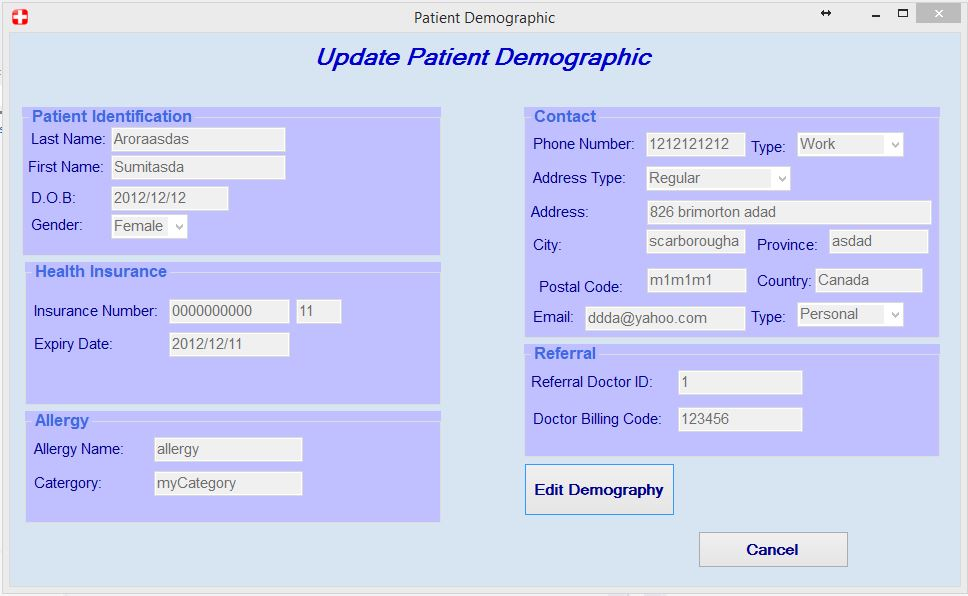 Patient Demographic
Update Patient Demographic
Patient Identification
Last Name: Aroraasdas
First Name: Sumitasda
D.O.B: 2012/12/12
Gender: Female
Health Insurance
Insurance Number: 0000000000 11
Expiry Date: 2012/12/11
Allergy
Allergy Name: allergy
Catergory: myCategory
Contact
Phone Number: 1212121212 Type: Work
Address Type: Regular
Address: 826 brimorton adad
City: scarborougha Province: asdad
Postal Code: m1m1m1 Country: Canada
Email: ddda@yahoo.com Type: Personal
Referral
Referral Doctor ID: 1
Doctor Billing Code: 123456
Edit Demography
Cancel